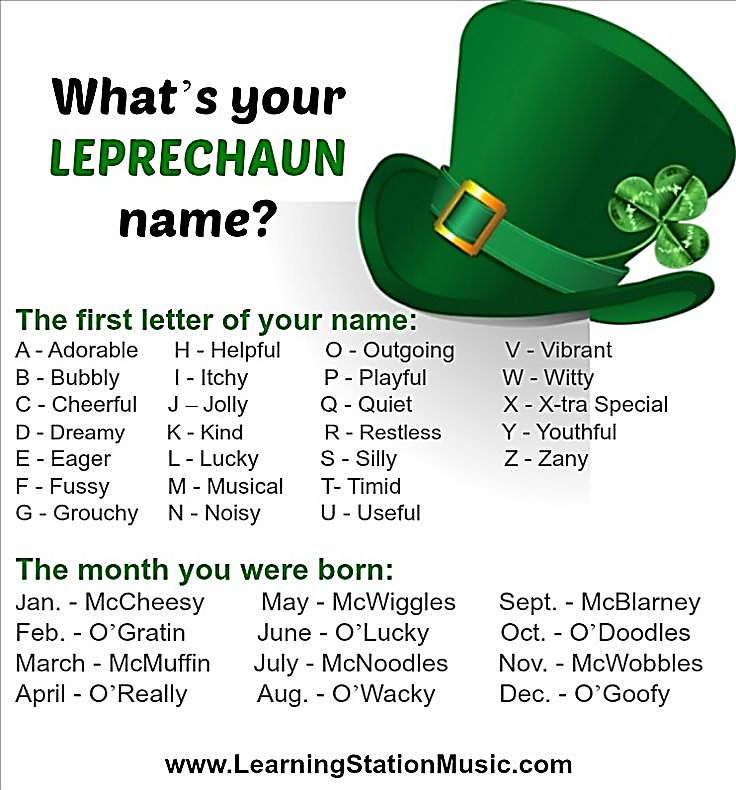 What’s your
LEPRECHAUN
name?
The first letter of your name:
A - Adorable H - Helpful O - Outgoing V - Vibrant
B - Bubbly I - Itchy P - Playful W - Witty
C - Cheerful J – Jolly Q - Quiet X - X-tra Special
D - Dreamy K - Kind R - Restless Y - Youthful
E - Eager L - Lucky S - Silly Z - Zany
F - Fussy M - Musical T- Timid
G - Grouchy N - Noisy U - Useful
The month you were born:
Jan. - McCheesy May - McWiggles Sept. - McBlarney
Feb. - O’Gratin June - O’Lucky Oct. - O’Doodles
March - McMuffin July - McNoodles Nov. - McWobbles
April - O’Really Aug. - O’Wacky Dec. - O’Goofy
www.LearningStationMusic.com